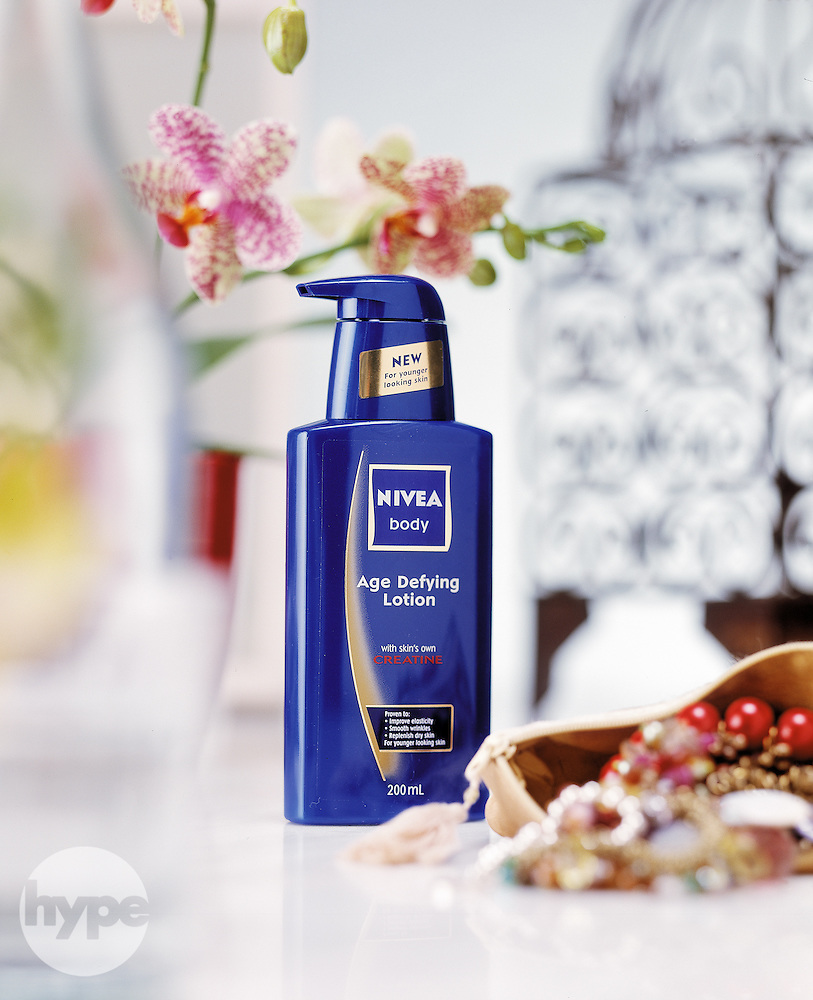 NEW
For younger
looking skin
NIVEA
body
Age Defying
Lotion
with skin's own
CREATINE
Proven to:
• Improve elasticity
• Smooth wrinkles
• Replenish dry skin
For younger looking skin
200mL
hype